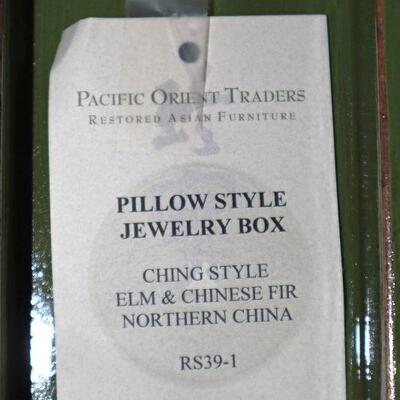 PACIFIC ORIENT TRADERS
RESTORED ASIAN FURNITURE
PILLOW STYLE
JEWELRY BOX
CHING STYLE
ELM & CHINESE FIR
NORTHERN CHINA
RS39-1